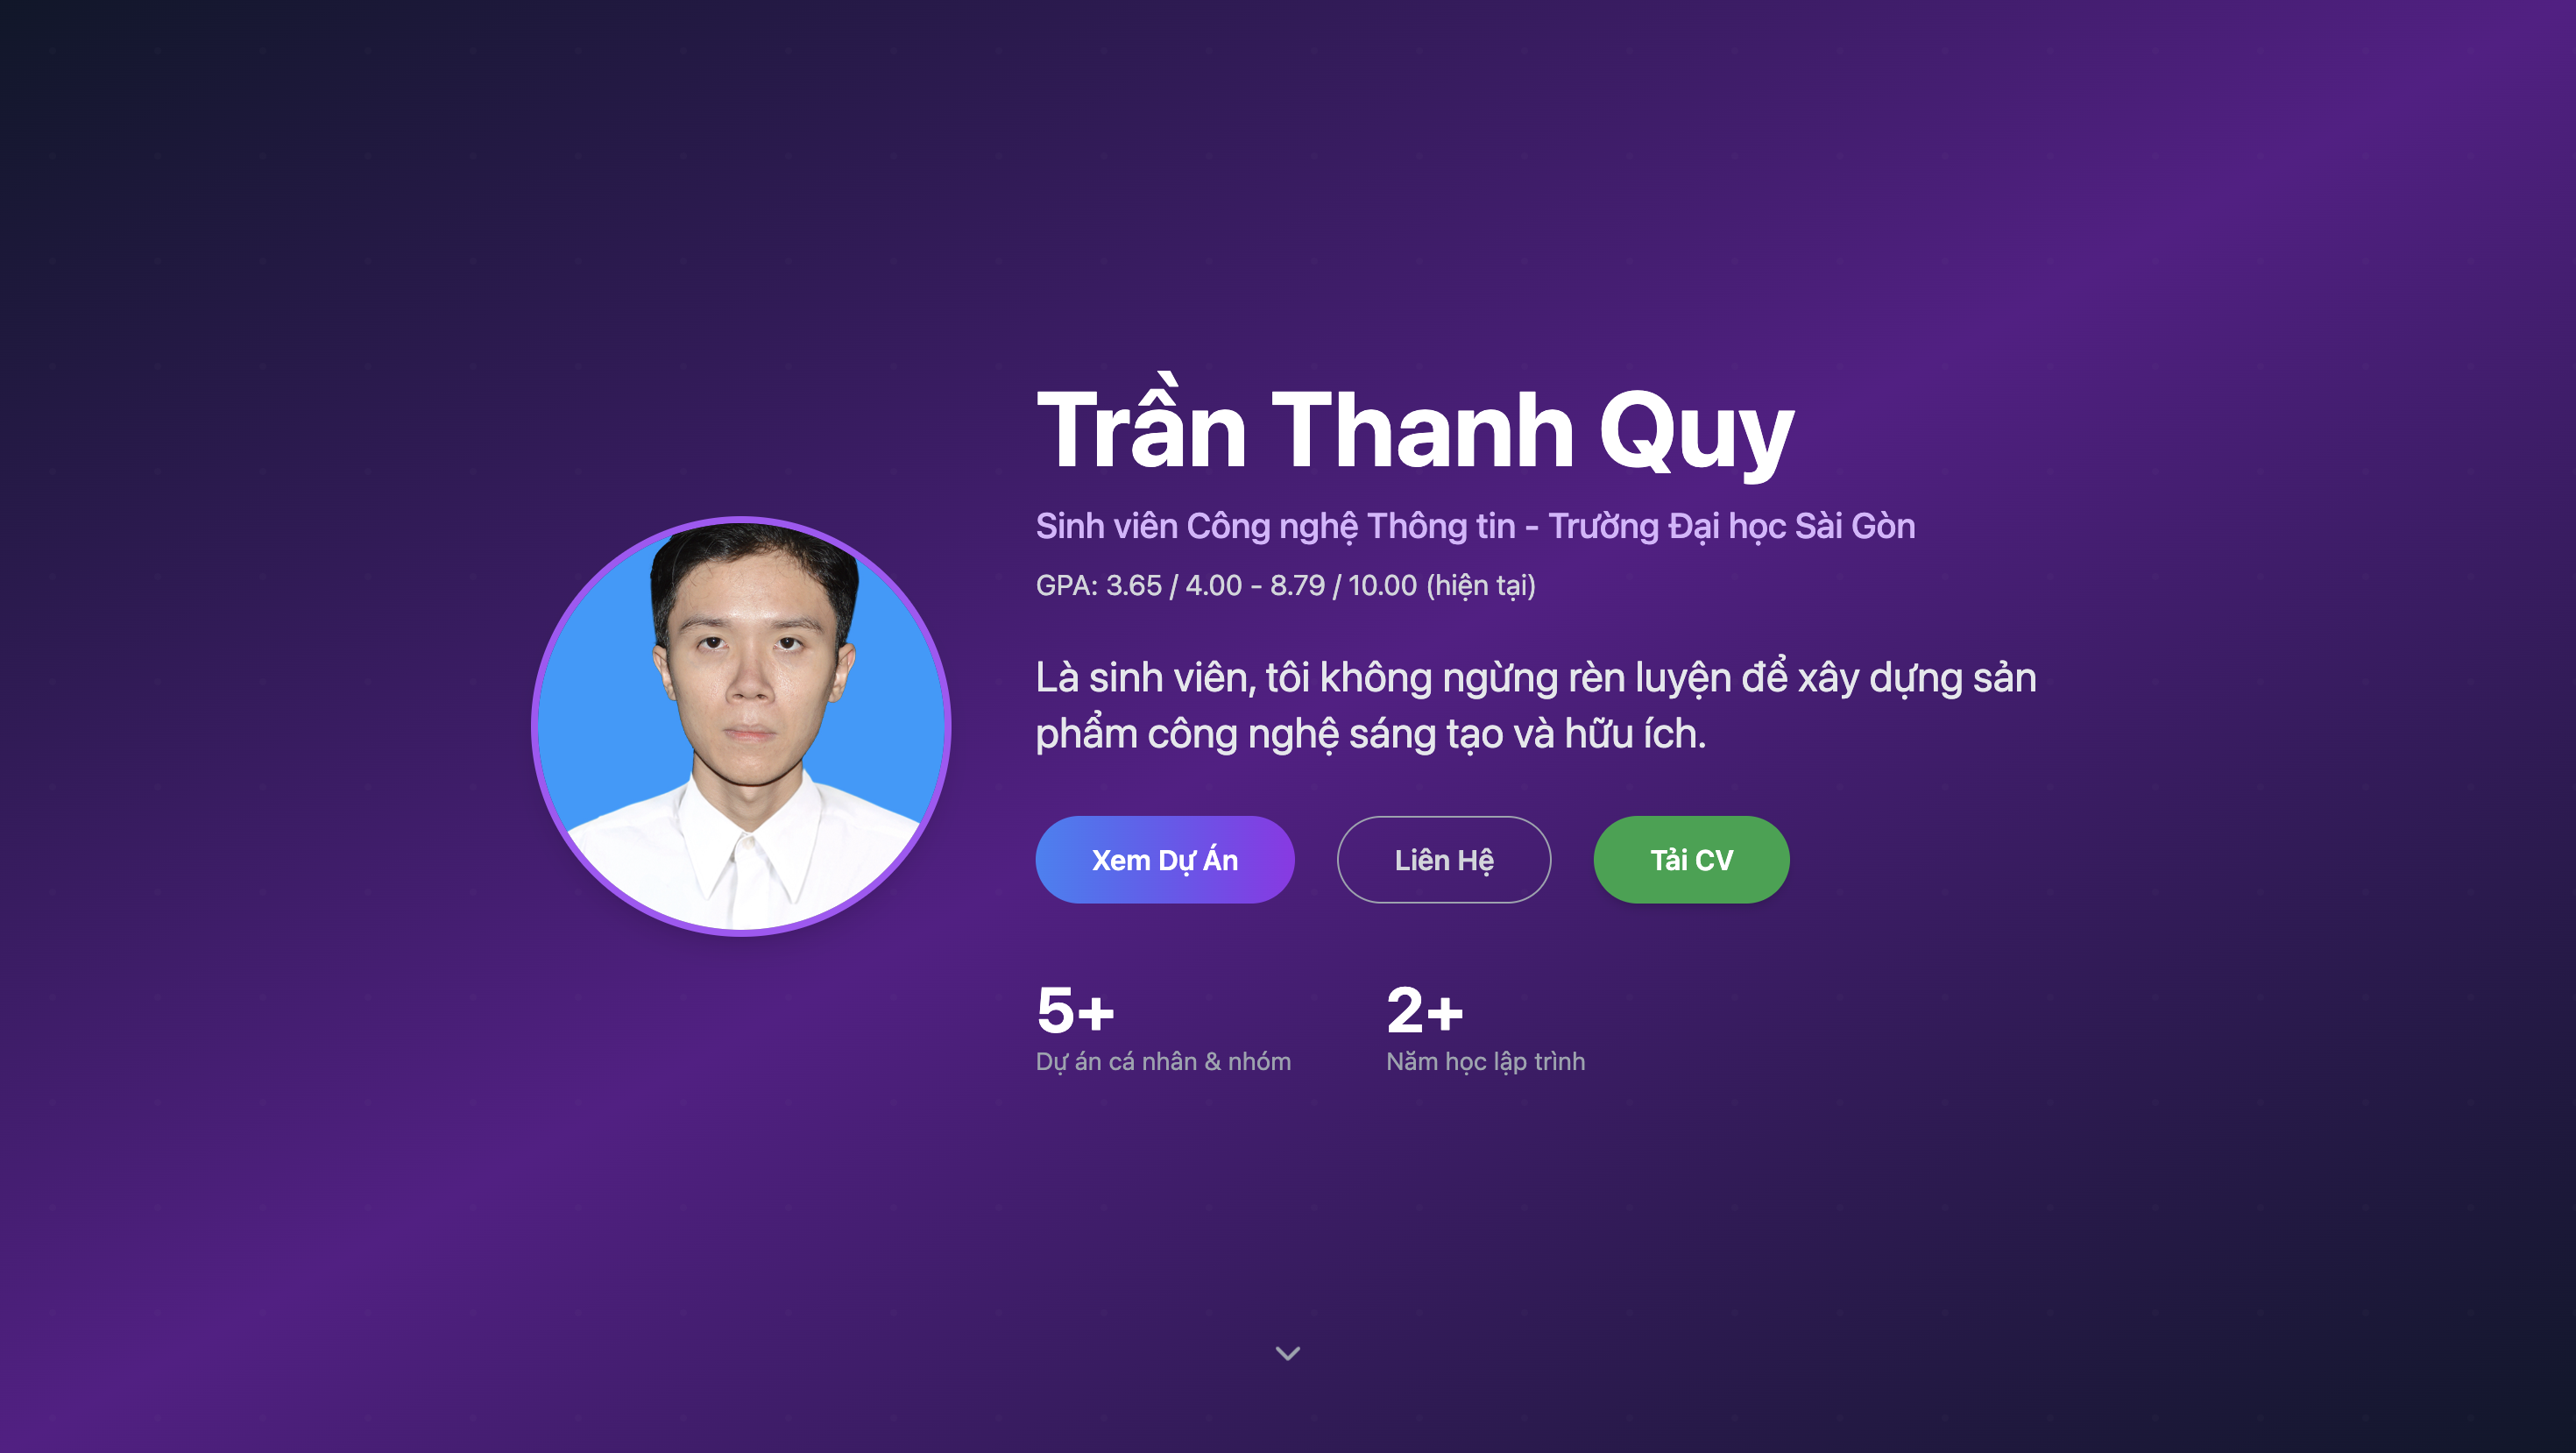 Trần Thanh Quy
Sinh viên Công nghệ Thông tin - Trường Đại học Sài Gòn
GPA: 3.65 / 4.00 - 8.79 / 10.00 (hiện tại)
Là sinh viên, tôi không ngừng rèn luyện để xây dựng sản
phẩm công nghệ sáng tạo và hữu ích.
Xem Dự Án
Liên Hệ
Tải CV
5+
Dự án cá nhân & nhóm
2+
Năm học lập trình